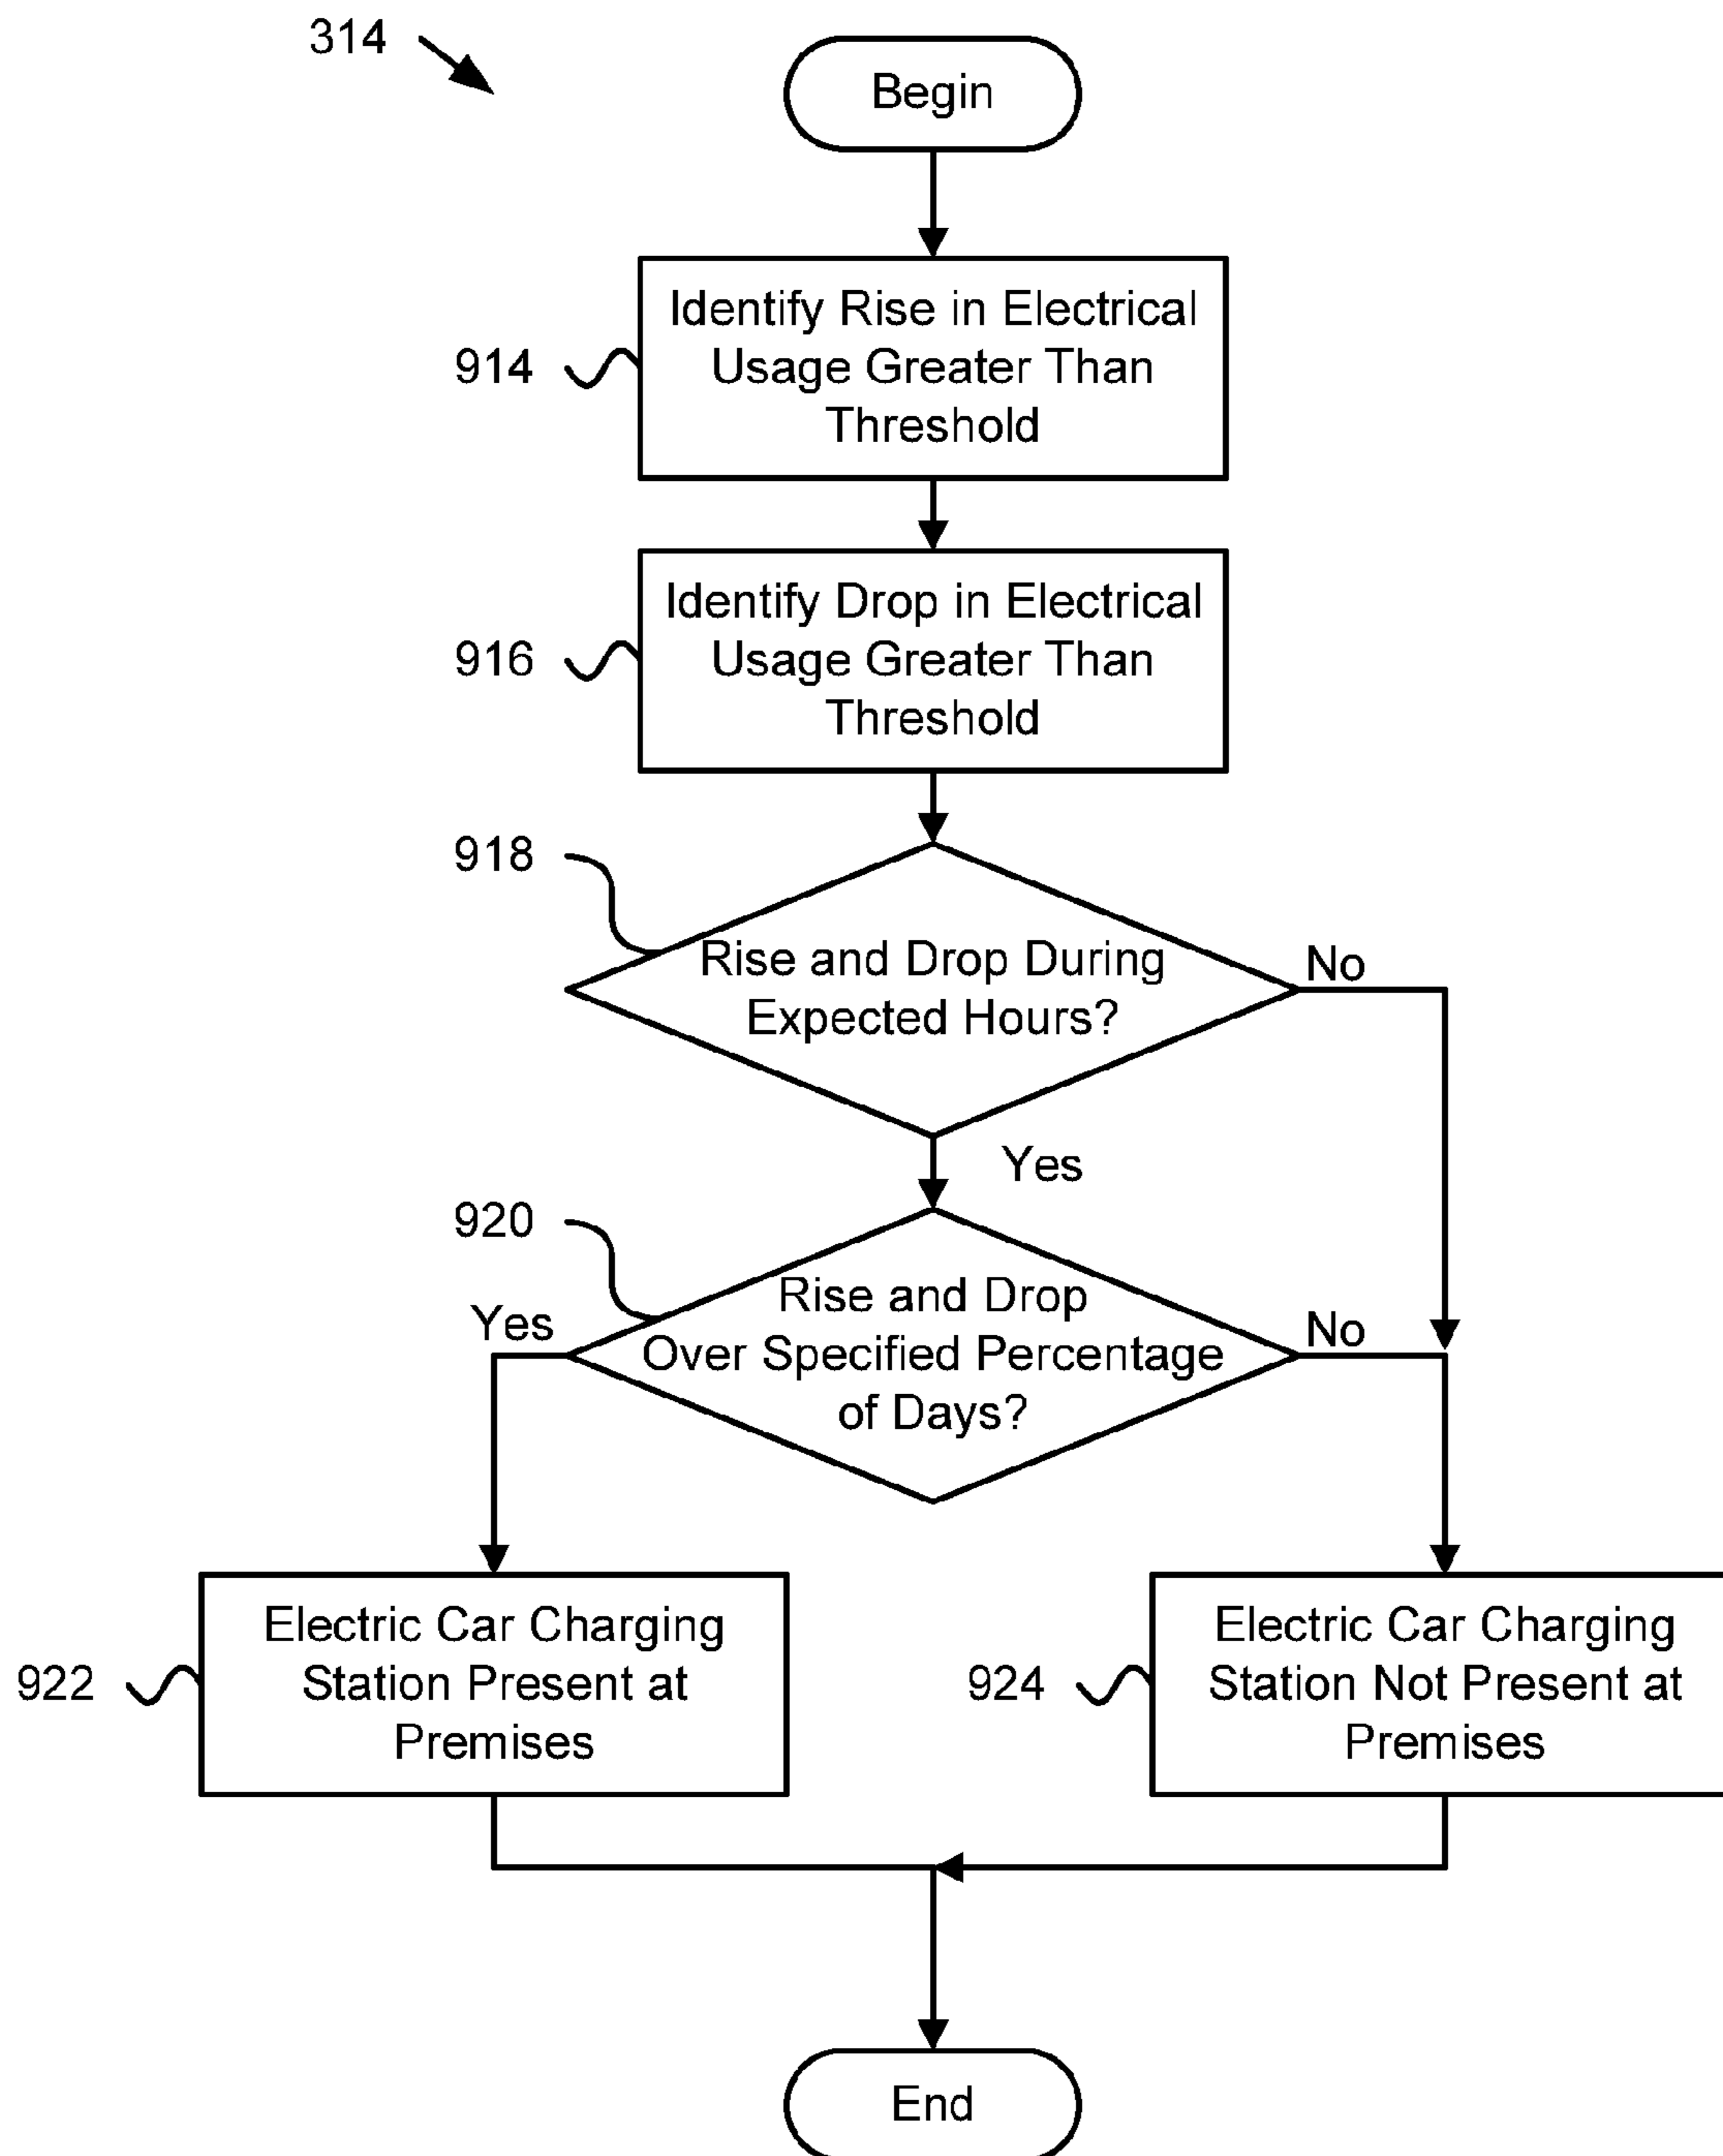 314
Begin
914
Identify Rise in Electrical
Usage Greater Than
Threshold
916
Identify Drop in Electrical
Usage Greater Than
Threshold
918
Rise and Drop During
Expected Hours?
No
Yes
920
Rise and Drop
Over Specified Percentage
of Days?
Yes
No
922
Electric Car Charging
Station Present at
Premises
924
Electric Car Charging
Station Not Present at
Premises
End